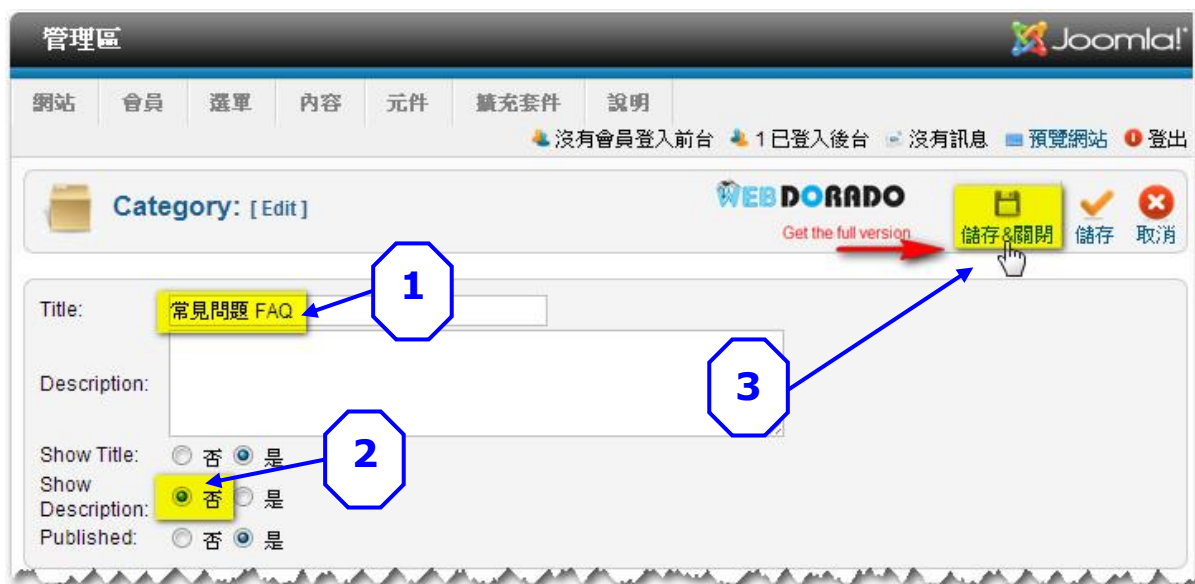 管理區 Joomla!
網站 會員 選單 內容 元件 擴充套件 說明
沒有會員登入前台 1 已登入後台 沒有訊息 預覽網站 登出
Category: [ Edit ] WEB DORADO 儲存&關閉 儲存 取消
Get the full version
1
Title: 常見問題 FAQ
3
Description:
2
Show Title: 否 是
Show
Description: 否 是
Published: 否 是